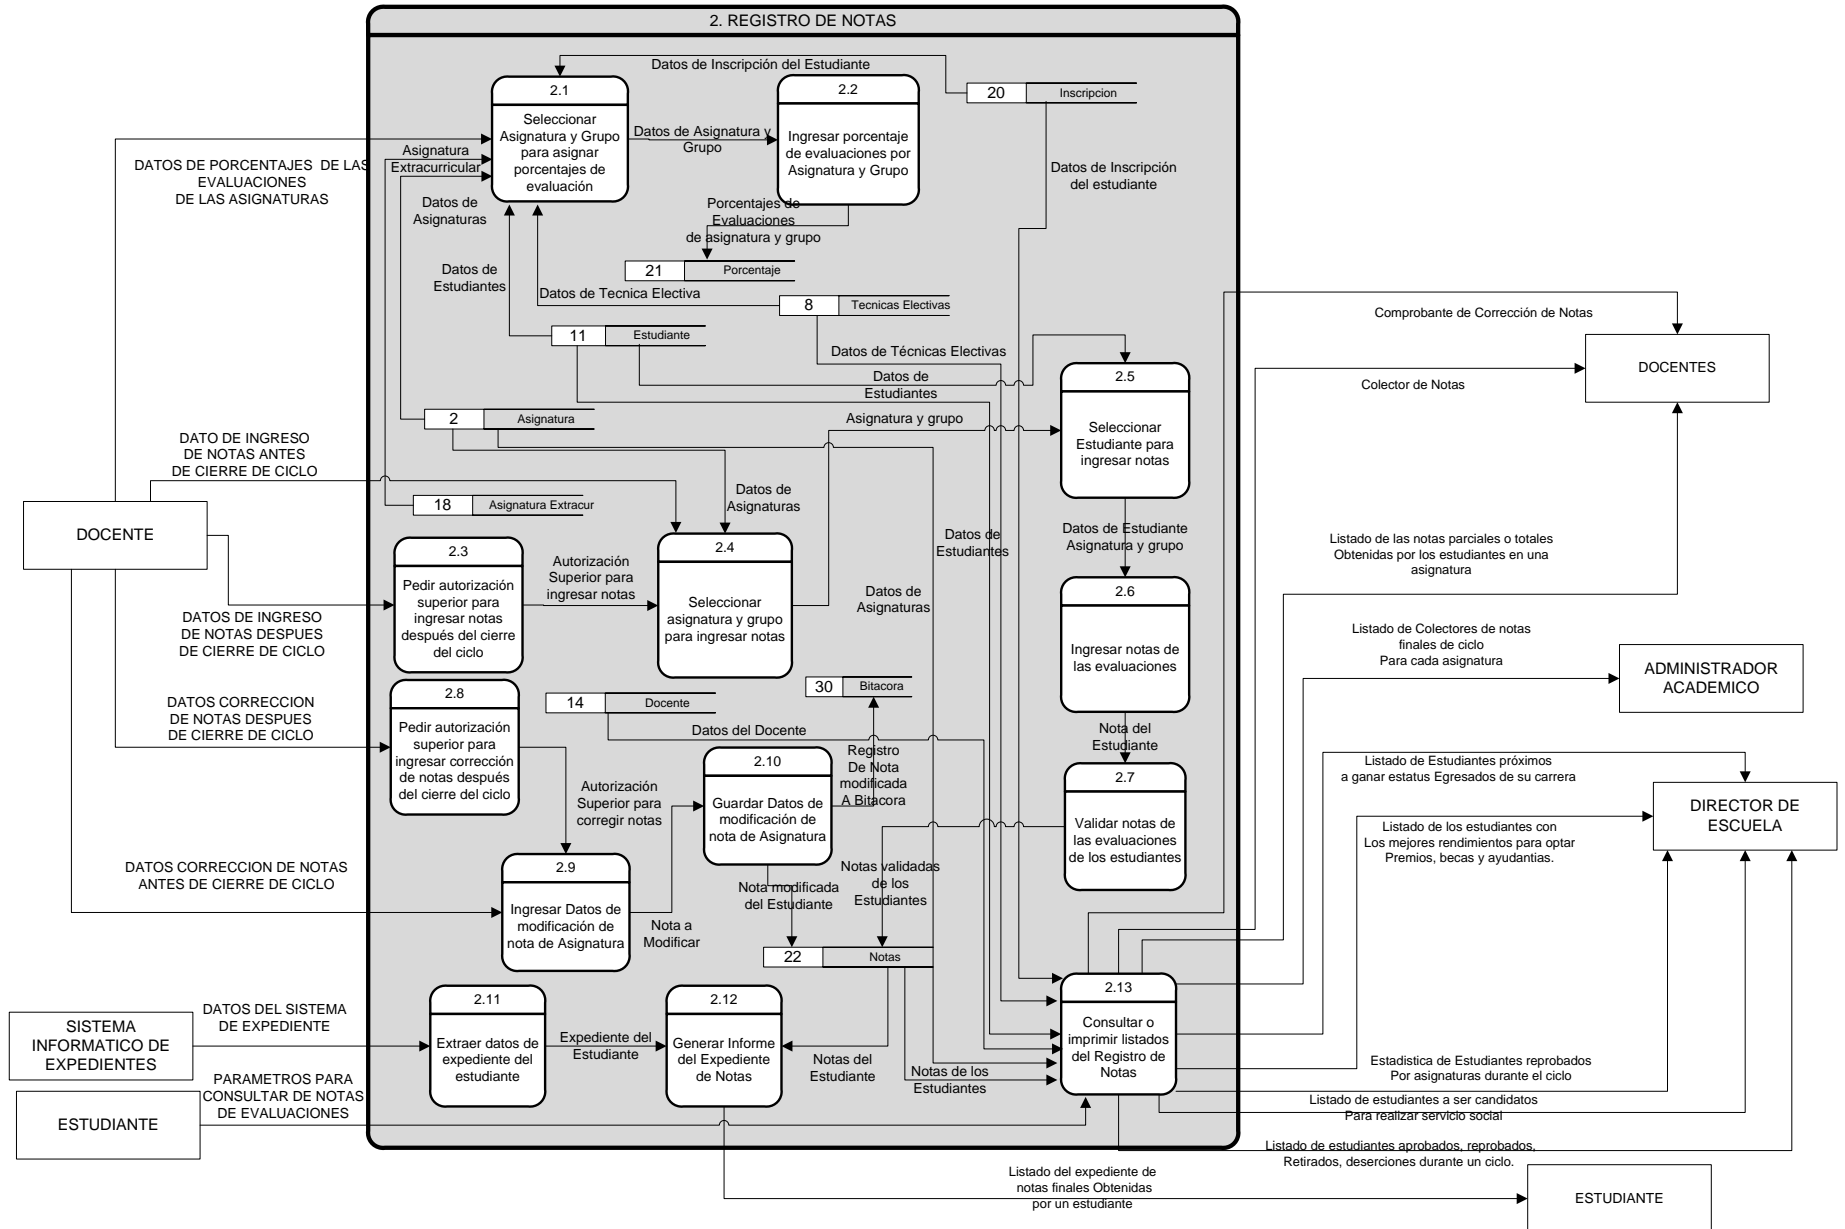 2. REGISTRO DE NOTAS
Datos de Inscripción del Estudiante
2.1
Seleccionar
Asignatura y Grupo
para asignar
porcentajes de
evaluación
Datos de Asignatura y
Grupo
2.2
Ingresar porcentaje
de evaluaciones por
Asignatura y Grupo
20
Inscripcion
Datos de Inscripción
del estudiante
DATOS DE PORCENTAJES  DE LAS
EVALUACIONES
DE LAS ASIGNATURAS
Asignatura
Extracurricular
Datos de
Asignaturas
Porcentajes de
Evaluaciones
de asignatura y grupo
21
Porcentaje
Datos de
Estudiantes
Datos de Tecnica Electiva
8
Tecnicas Electivas
11
Estudiante
Datos de Técnicas Electivas
Datos de
Estudiantes
2.5
Seleccionar
Estudiante para
ingresar notas
Comprobante de Corrección de Notas
DOCENTES
Colector de Notas
2
Asignatura
Asignatura y grupo
DATO DE INGRESO
DE NOTAS ANTES
DE CIERRE DE CICLO
18
Asignatura Extracur
Datos de
Asignaturas
DOCENTE
2.3
Pedir autorización
superior para
ingresar notas
después del cierre
del ciclo
Autorización
Superior para
ingresar notas
2.4
Seleccionar
asignatura y grupo
para ingresar notas
Datos de
Estudiantes
Datos de Estudiante
Asignatura y grupo
Listado de las notas parciales o totales
Obtenidas por los estudiantes en una
asignatura
Datos de
Asignaturas
2.6
Ingresar notas de
las evaluaciones
DATOS DE INGRESO
DE NOTAS DESPUES
DE CIERRE DE CICLO
Listado de Colectores de notas
finales de ciclo
Para cada asignatura
ADMINISTRADOR
ACADEMICO
DATOS CORRECCION
DE NOTAS DESPUES
DE CIERRE DE CICLO
2.8
Pedir autorización
superior para
ingresar corrección
de notas después
del cierre del ciclo
14
Docente
30
Bitacora
Datos del Docente
Nota del
Estudiante
2.10
Guardar Datos de
modificación de
nota de Asignatura
Registro
De Nota
modificada
A Bitacora
Autorización
Superior para
corregir notas
2.7
Validar notas de
las evaluaciones
de los estudiantes
Listado de Estudiantes próximos
a ganar estatus Egresados de su carrera
DIRECTOR DE
ESCUELA
Listado de los estudiantes con
Los mejores rendimientos para optar
Premios, becas y ayudantias.
DATOS CORRECCION DE NOTAS
ANTES DE CIERRE DE CICLO
2.9
Ingresar Datos de
modificación de
nota de Asignatura
Nota a
Modificar
Nota modificada
del Estudiante
Notas validadas
de los
Estudiantes
22
Notas
2.11
Extraer datos de
expediente del
estudiante
Expediente del
Estudiante
2.12
Generar Informe
del Expediente
de Notas
Notas del
Estudiante
Notas de los
Estudiantes
2.13
Consultar o
imprimir listados
del Registro de
Notas
DATOS DEL SISTEMA
DE EXPEDIENTE
SISTEMA
INFORMATICO DE
EXPEDIENTES
PARAMETROS PARA
CONSULTAR DE NOTAS
DE EVALUACIONES
ESTUDIANTE
Estadistica de Estudiantes reprobados
Por asignaturas durante el ciclo
Listado de estudiantes a ser candidatos
Para realizar servicio social
Listado de estudiantes aprobados, reprobados,
Retirados, deserciones durante un ciclo.
Listado del expediente de
notas finales Obtenidas
por un estudiante
ESTUDIANTE